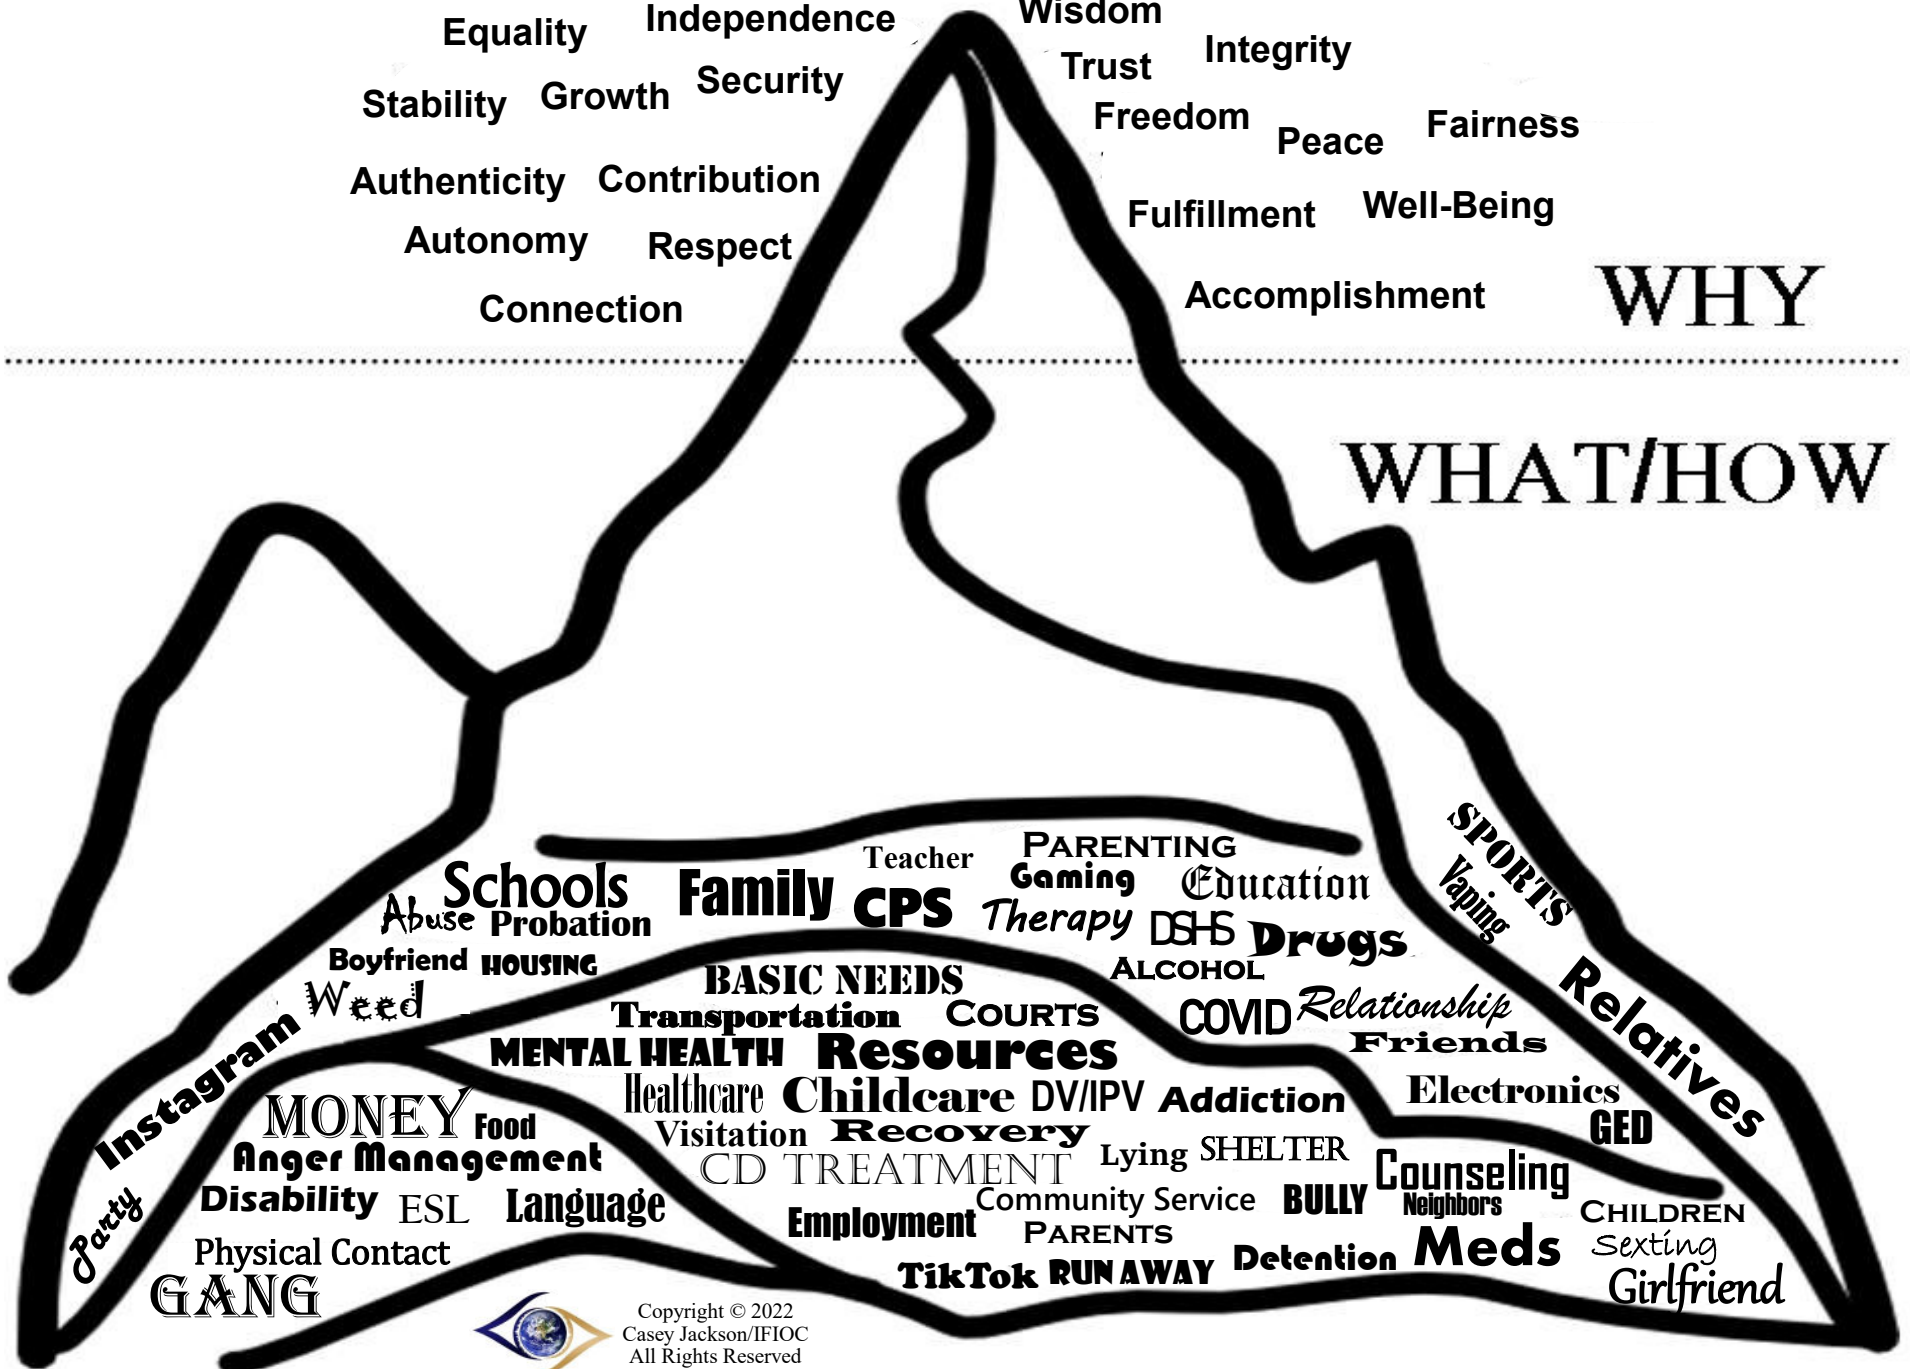 Equality
Independence
Wisdom
Integrity
Trust
Stability
Growth
Security
Freedom
Peace
Fairness
Authenticity
Contribution
Fulfillment
Well-Being
Autonomy
Respect
Connection
Accomplishment
WHY
WHAT/HOW
SPORTS
Vaping
Relatives
Schools
Teacher
PARENTING
Family
CPS
Gaming
Education
Abuse
Probation
Therapy
DSHS
Drugs
Boyfriend
HOUSING
ALCOHOL
Weed
BASIC NEEDS
Transportation
COURTS
COVID
Relationship
Friends
Instagram
MENTAL HEALTH
Resources
Healthcare
Childcare
DV/IPV
Addiction
Electronics
GED
MONEY
Food
Visitation
Recovery
Anger Management
CD TREATMENT
Lying
SHELTER
Counseling
Disability
ESL
Language
Community Service
BULLY
Neighbors
CHILDREN
Party
Employment
PARENTS
Physical Contact
Detention
Meds
Sexting
GANG
TikTok
RUN AWAY
Girlfriend
Copyright © 2022
Casey Jackson/IFIOC
All Rights Reserved